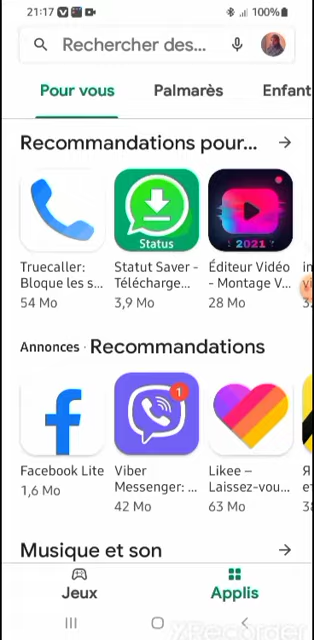 21:17 100%
Rechercher des...
Pour vous Palmarès Enfant
Recommandations pour...
Status
2021
Truecaller: Statut Saver - Éditeur Vidéo
Bloque les s... Télécharge... - Montage V...
54 Mo 3,9 Mo 28 Mo
Annonces · Recommandations
1
Facebook Lite Viber Likee –
1,6 Mo Messenger: ... Laissez-vou...
42 Mo 63 Mo
Musique et son
Jeux Applis
XRecorder